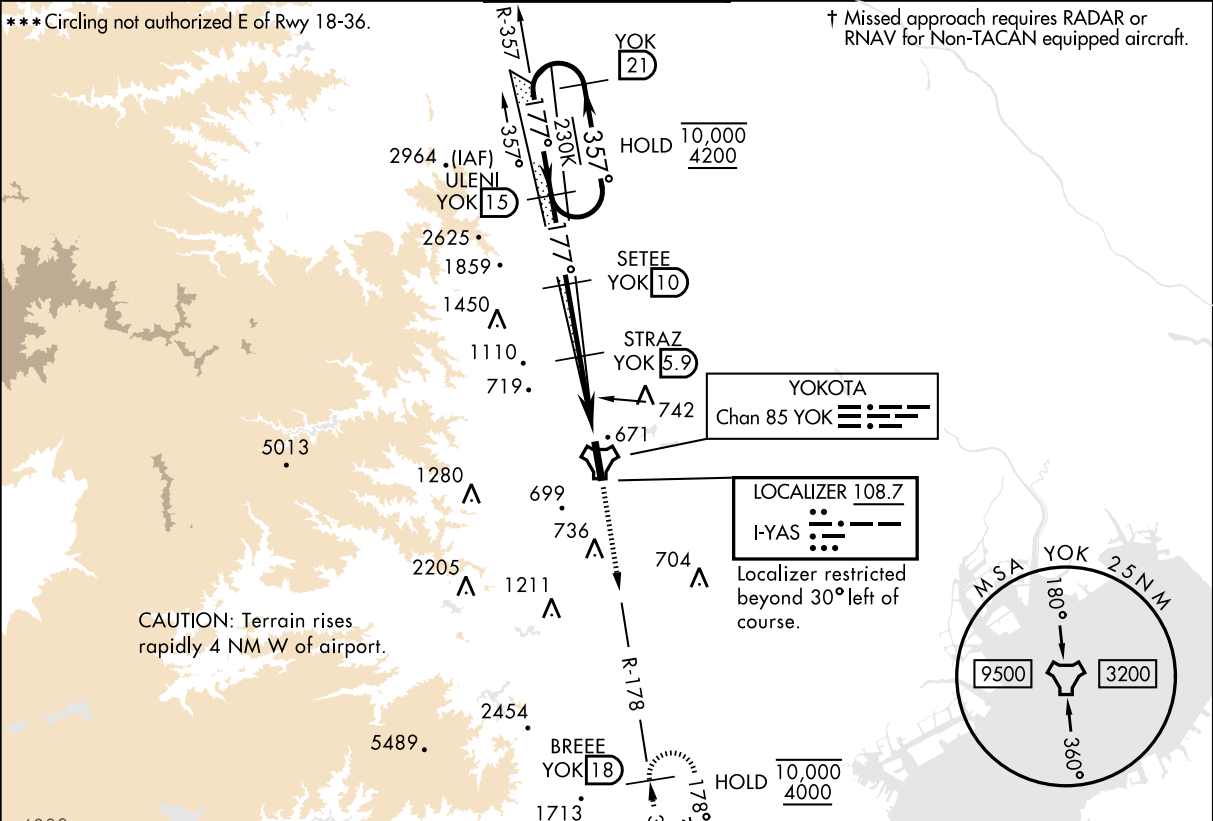 *** Circling not authorized E of Rwy 18-36.
† Missed approach requires RADAR or
RNAV for Non-TACAN equipped aircraft.
R-357
YOK
21
357°
177°
230K
357°
HOLD
10,000
4200
2964
(IAF)
ULENI
YOK 15
2625
177°
1859
SETEE
YOK 10
1450
STRAZ
YOK 5.9
1110
719
742
YOKOTA
Chan 85 YOK
671
5013
1280
699
LOCALIZER 108.7
I-YAS
736
704
2205
1211
Localizer restricted
beyond 30° left of
course.
CAUTION: Terrain rises
rapidly 4 NM W of airport.
MSA YOK 25NM
180°
9500
3200
360°
R-178
2454
5489
BREEE
YOK 18
HOLD
10,000
4000
178°
1713